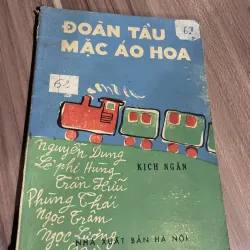 ĐOÀN TẦU
MẶC ÁO HOA
62
62
Nguyễn Dung
Lê phi Hùng
Trần Hữu
KỊCH NGẮN
Phùng Thái
Ngọc Trâm
Ngọc Lương
NHÀ XUẤT BẢN HÀ NỘI